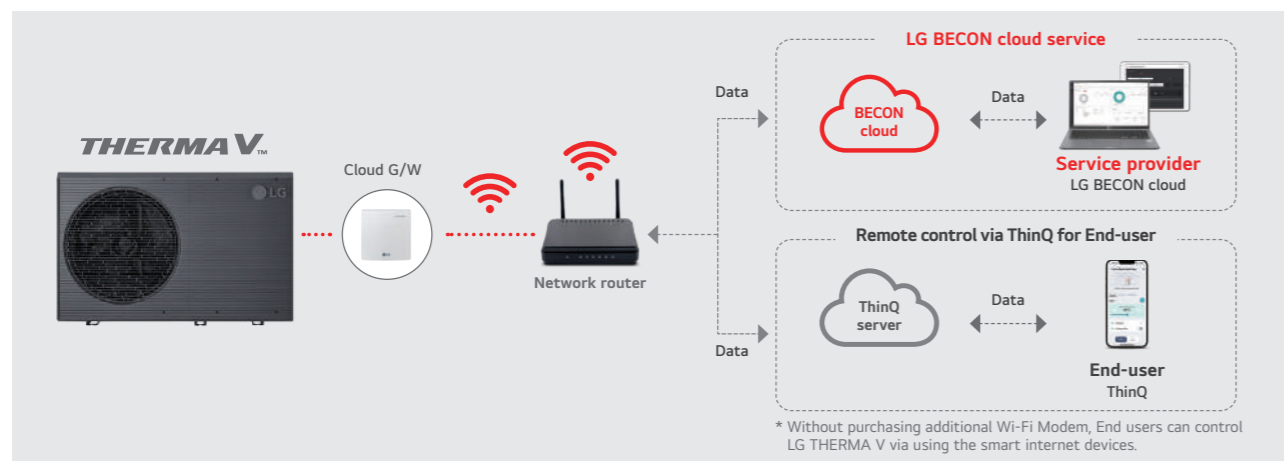 LG BECON cloud service
Data
BECON
cloud
Data
Service provider
LG BECON cloud
THERMA V™
LG
Cloud G/W
Network router
Remote control via ThinQ for End-user
ThinQ
server
Data
Data
End-user
ThinQ
* Without purchasing additional Wi-Fi Modem, End users can control
LG THERMA V via using the smart internet devices.